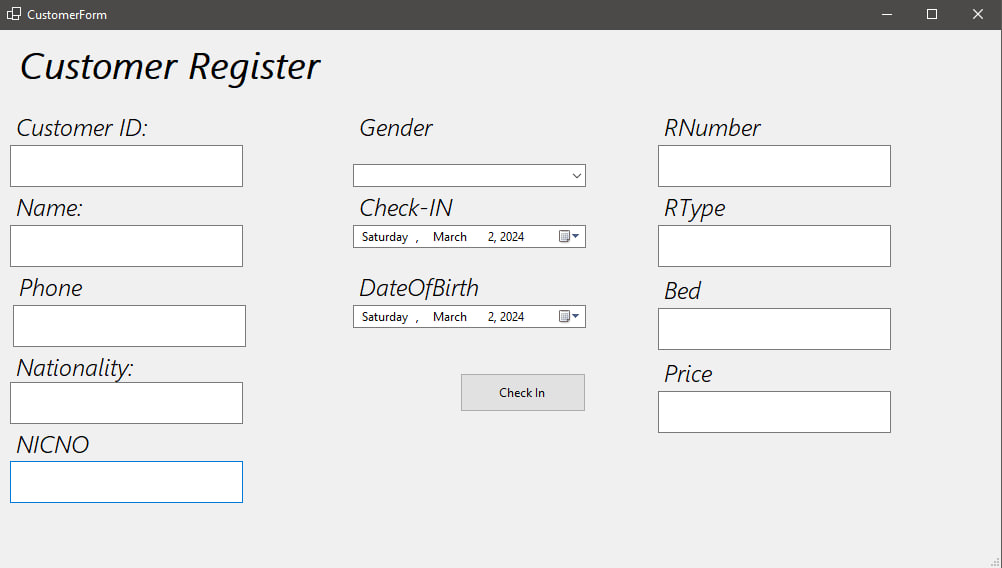 CustomerForm
Customer Register
Customer ID:
Name:
Phone
Nationality:
NICNO
Gender
Check-IN
Saturday , March 2, 2024
DateOfBirth
Saturday , March 2, 2024
Check In
RNumber
RType
Bed
Price